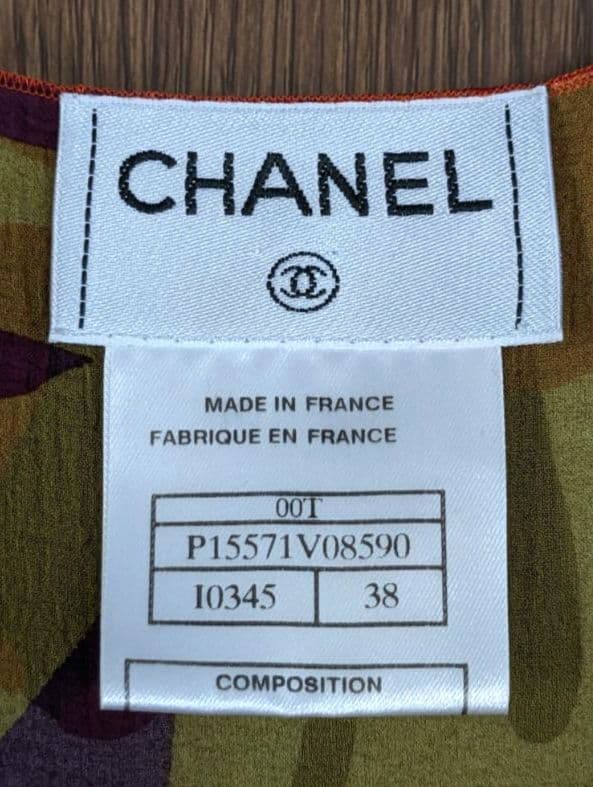 CHANEL
MADE IN FRANCE
FABRIQUE EN FRANCE
00T
P15571V08590
I0345 38
COMPOSITION